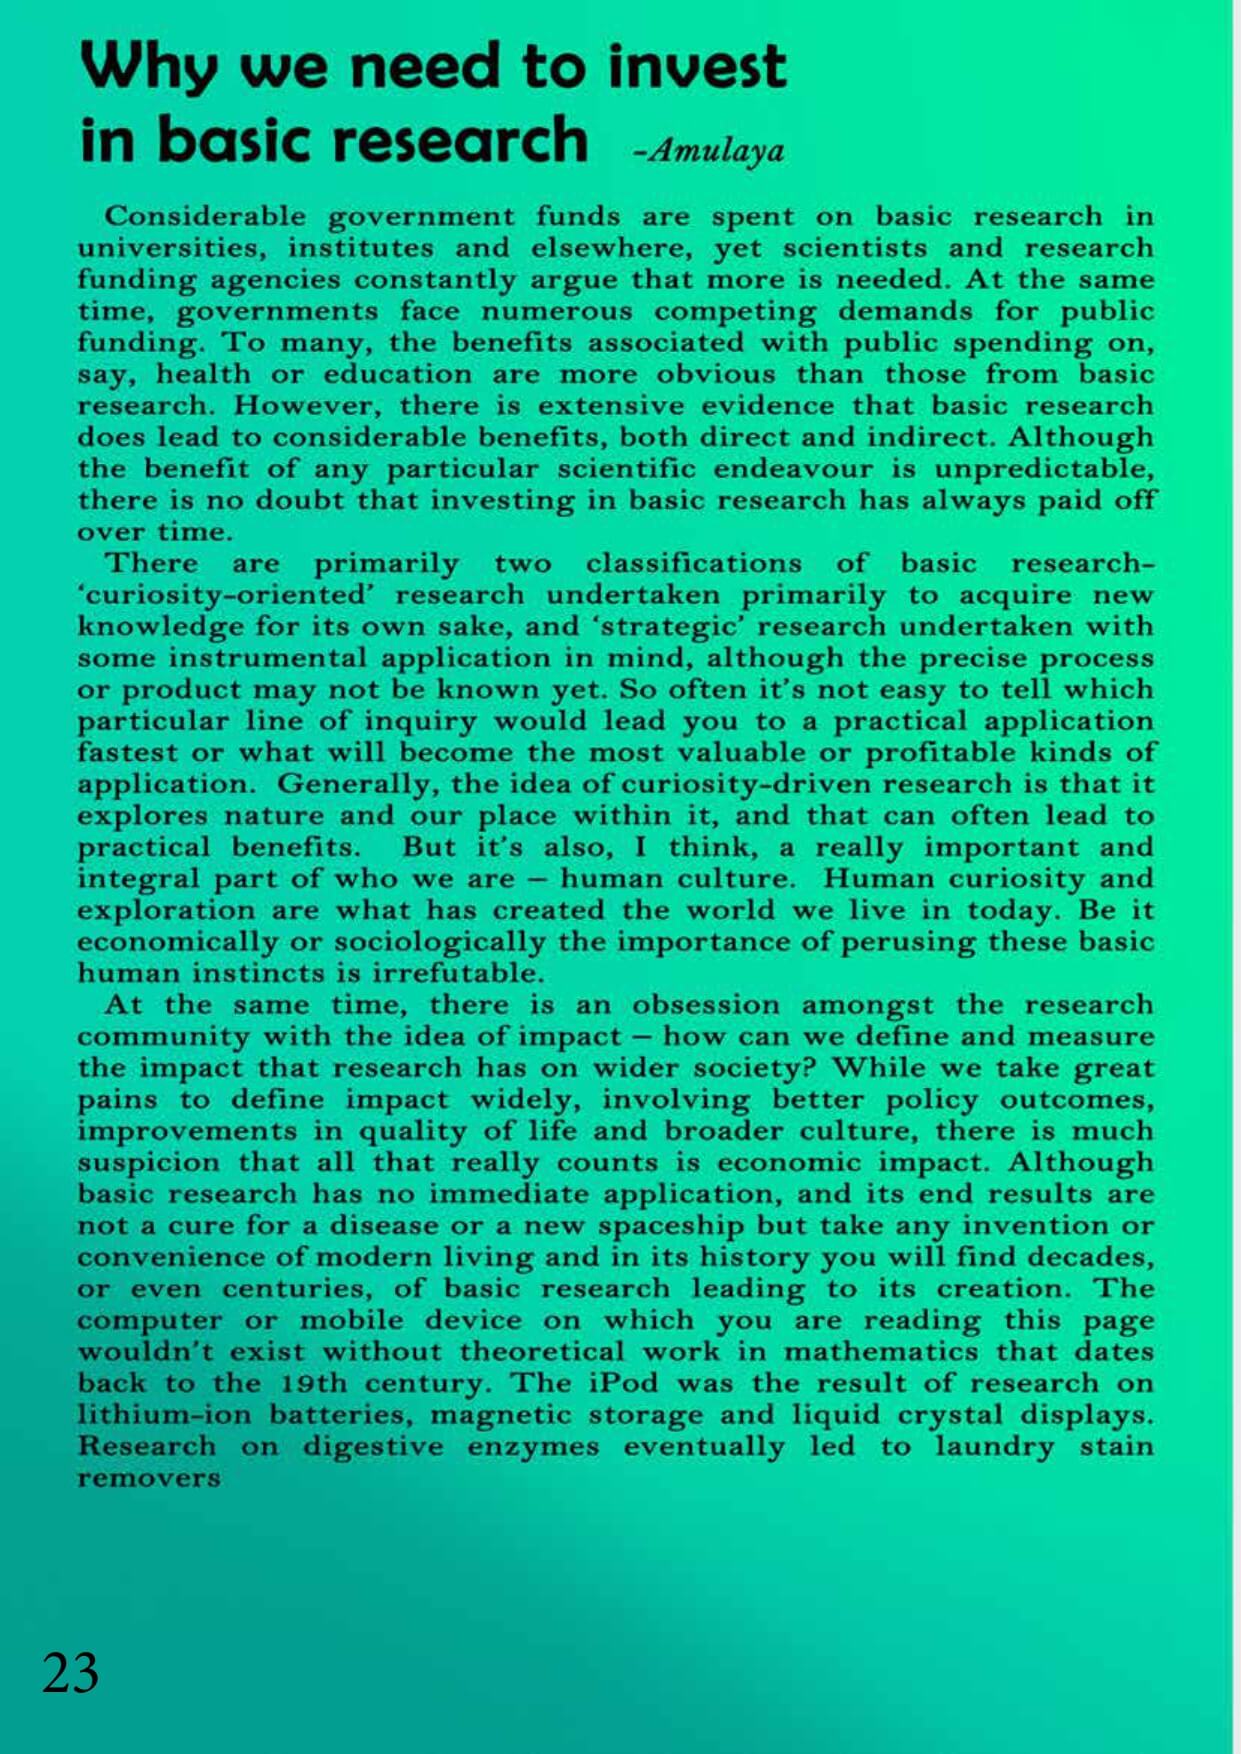 Why we need to invest
in basic research -Amulaya
Considerable government funds are spent on basic research in
universities, institutes and elsewhere, yet scientists and research
funding agencies constantly argue that more is needed. At the same
time, governments face numerous competing demands for public
funding. To many, the benefits associated with public spending on,
say, health or education are more obvious than those from basic
research. However, there is extensive evidence that basic research
does lead to considerable benefits, both direct and indirect. Although
the benefit of any particular scientific endeavour is unpredictable,
there is no doubt that investing in basic research has always paid off
over time.
There are primarily two classifications of basic research-
‘curiosity-oriented’ research undertaken primarily to acquire new
knowledge for its own sake, and ‘strategic’ research undertaken with
some instrumental application in mind, although the precise process
or product may not be known yet. So often it's not easy to tell which
particular line of inquiry would lead you to a practical application
fastest or what will become the most valuable or profitable kinds of
application. Generally, the idea of curiosity-driven research is that it
explores nature and our place within it, and that can often lead to
practical benefits. But it's also, I think, a really important and
integral part of who we are – human culture. Human curiosity and
exploration are what has created the world we live in today. Be it
economically or sociologically the importance of perusing these basic
human instincts is irrefutable.
At the same time, there is an obsession amongst the research
community with the idea of impact – how can we define and measure
the impact that research has on wider society? While we take great
pains to define impact widely, involving better policy outcomes,
improvements in quality of life and broader culture, there is much
suspicion that all that really counts is economic impact. Although
basic research has no immediate application, and its end results are
not a cure for a disease or a new spaceship but take any invention or
convenience of modern living and in its history you will find decades,
or even centuries, of basic research leading to its creation. The
computer or mobile device on which you are reading this page
wouldn't exist without theoretical work in mathematics that dates
back to the 19th century. The iPod was the result of research on
lithium-ion batteries, magnetic storage and liquid crystal displays.
Research on digestive enzymes eventually led to laundry stain
removers
23